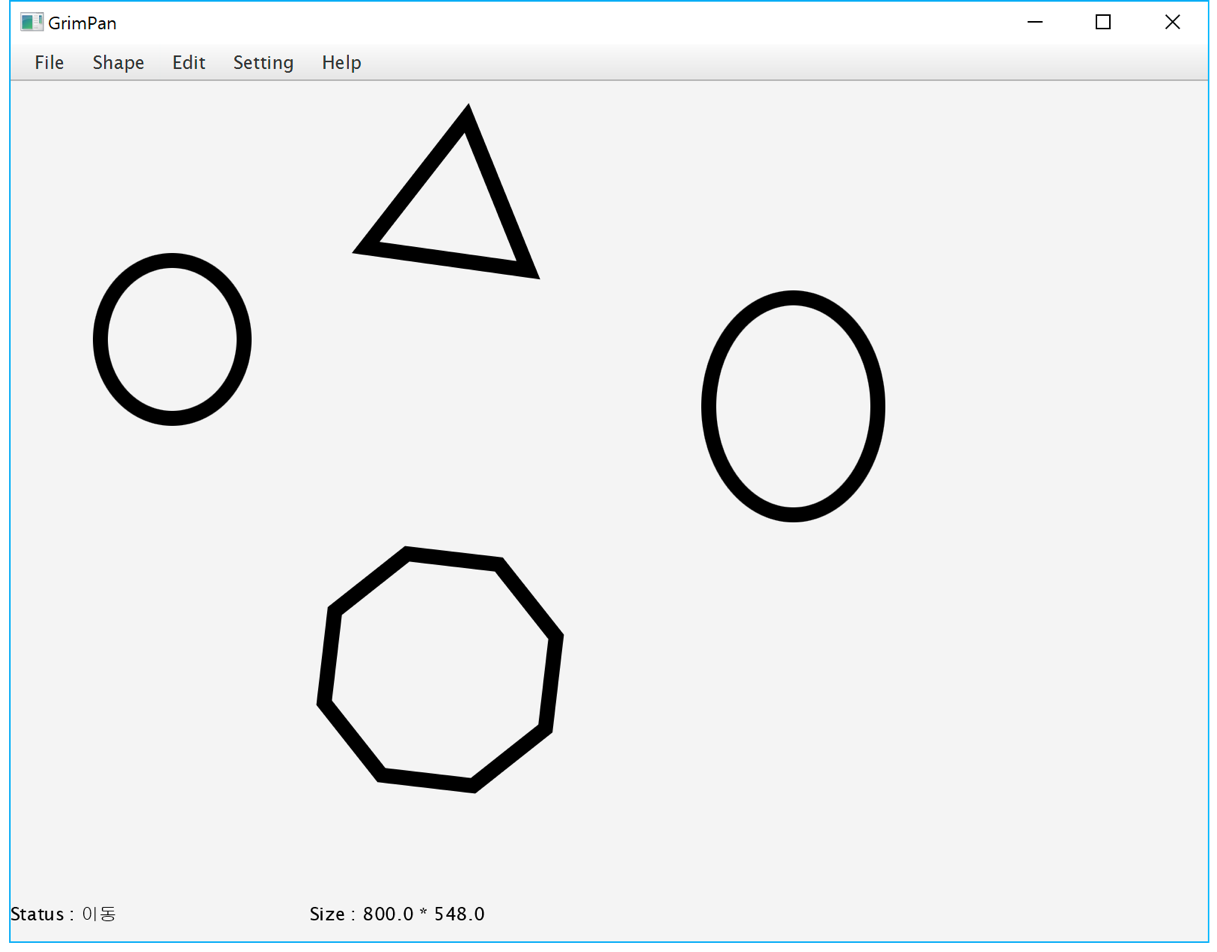 GrimPan
File Shape Edit Setting Help
Status : 이동 Size : 800.0 * 548.0